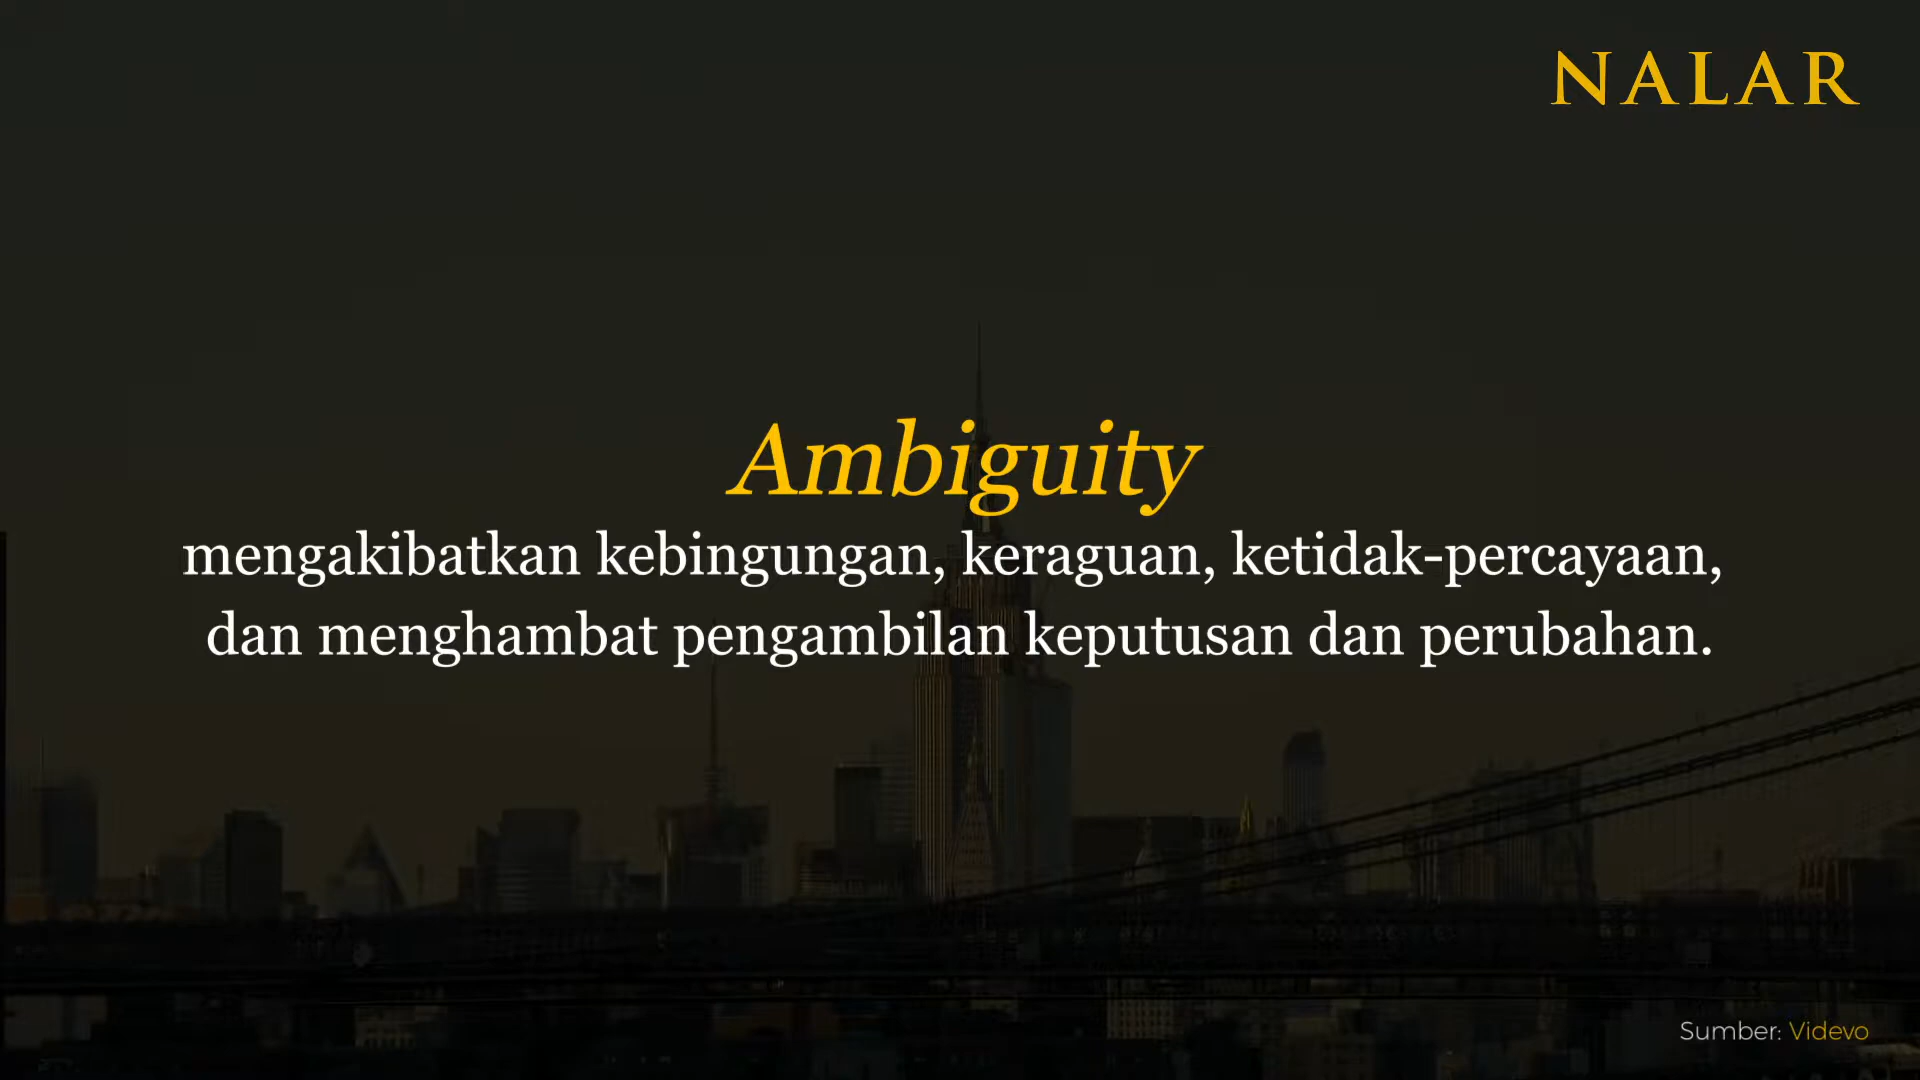 NALAR
Ambiguity
mengakibatkan kebingungan, keraguan, ketidak-percayaan,
dan menghambat pengambilan keputusan dan perubahan.
Sumber: Videvo